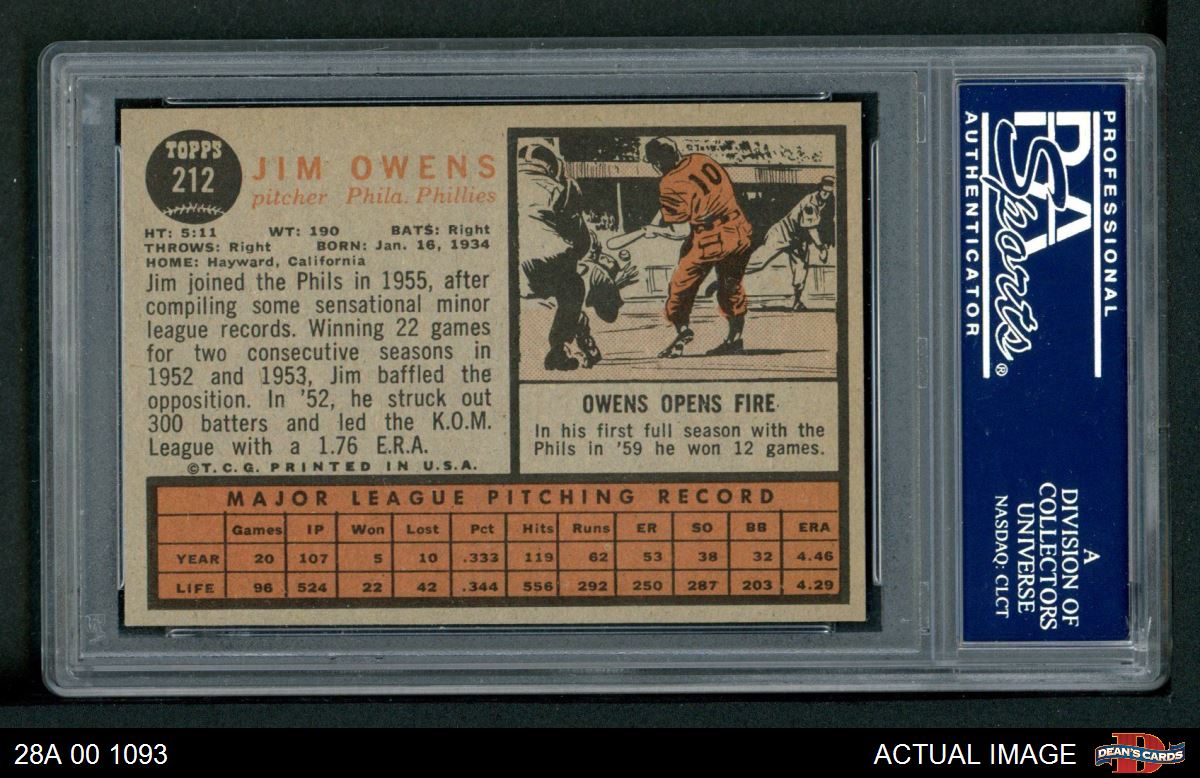 TOPPS
212
JIM OWENS
pitcher Phila. Phillies
HT: 5:11 WT: 190 BATS: Right
THROWS: Right BORN: Jan. 16, 1934
HOME: Hayward, California
Jim joined the Phils in 1955, after
compiling some sensational minor
league records. Winning 22 games
for two consecutive seasons in
1952 and 1953, Jim baffled the
opposition. In '52, he struck out
300 batters and led the K.O.M.
League with a 1.76 E.R.A.
©T.C.G. PRINTED IN U.S.A.
10
OWENS OPENS FIRE
In his first full season with the
Phils in '59 he won 12 games.
MAJOR LEAGUE PITCHING RECORD
Games IP Won Lost Pct Hits Runs ER SO BB ERA
YEAR 20 107 5 10 .333 119 62 53 38 32 4.46
LIFE 96 524 22 42 .344 556 292 250 287 203 4.29
PROFESSIONAL
PSA
Sports®
AUTHENTICATOR
A
DIVISION OF
COLLECTORS
UNIVERSE
NASDAQ: CLCT
28A 00 1093
ACTUAL IMAGE
DEAN'S CARDS